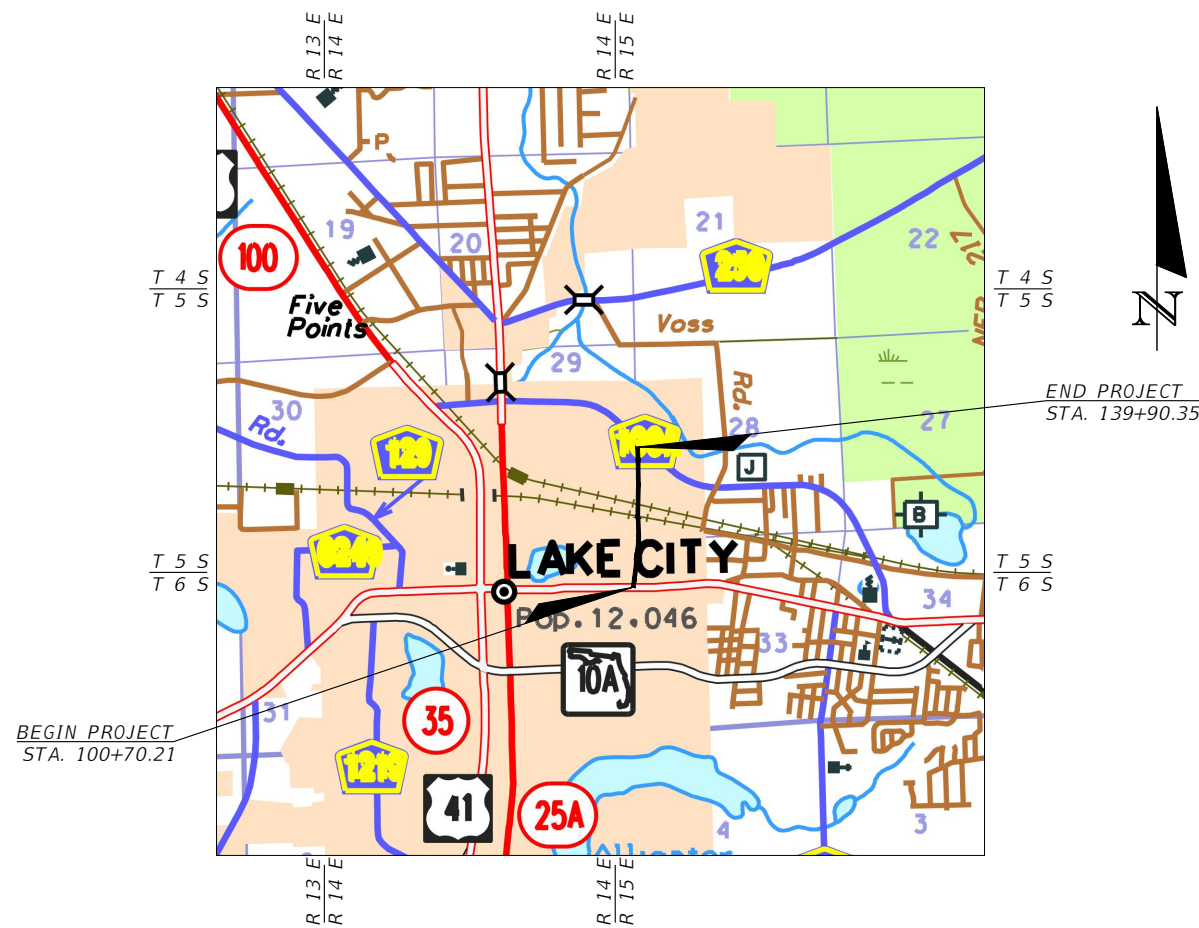 R 13 E
R 14 E
R 14 E
R 15 E
P
19
20
21
22
217
100
T 4 S
T 5 S
T 4 S
T 5 S
Five
Points
Voss
N
29
Rd.
30
Rd.
28
27
END PROJECT
STA. 139+90.35
J
B
LAKE CITY
T 5 S
T 6 S
T 5 S
T 6 S
34
Pop. 12,046
33
10A
31
35
BEGIN PROJECT
STA. 100+70.21
41
25A
4
3
Alligator
R 13 E
R 14 E
R 14 E
R 15 E